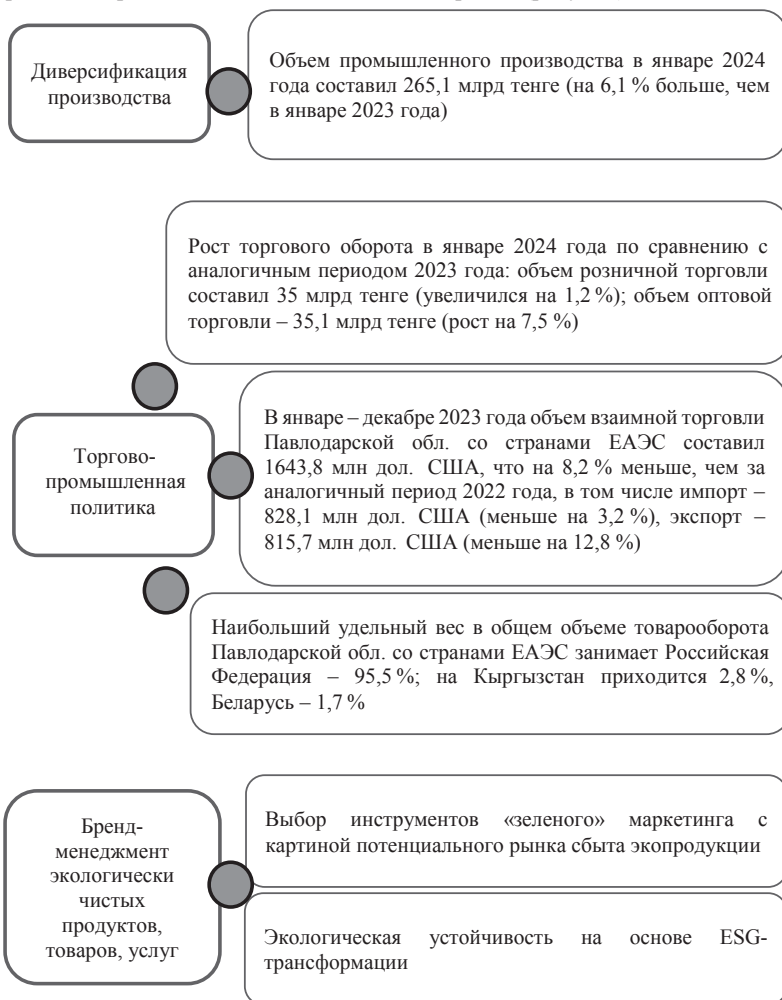 Диверсификация
производства
Объем промышленного производства в январе 2024
года составил 265,1 млрд тенге (на 6,1 % больше, чем
в январе 2023 года)
Рост торгового оборота в январе 2024 года по сравнению с
аналогичным периодом 2023 года: объем розничной торговли
составил 35 млрд тенге (увеличился на 1,2 %); объем оптовой
торговли – 35,1 млрд тенге (рост на 7,5 %)
Торгово-
промышленная
политика
В январе – декабре 2023 года объем взаимной торговли
Павлодарской обл. со странами ЕАЭС составил
1643,8 млн дол. США, что на 8,2 % меньше, чем за
аналогичный период 2022 года, в том числе импорт –
828,1 млн дол. США (меньше на 3,2 %), экспорт –
815,7 млн дол. США (меньше на 12,8 %)
Наибольший удельный вес в общем объеме товарооборота
Павлодарской обл. со странами ЕАЭС занимает Российская
Федерация – 95,5 %; на Кыргызстан приходится 2,8 %,
Беларусь – 1,7 %
Бренд-
менеджмент
экологически
чистых
продуктов,
товаров, услуг
Выбор инструментов «зеленого» маркетинга с
картиной потенциального рынка сбыта экопродукции
Экологическая устойчивость на основе ESG-
трансформации